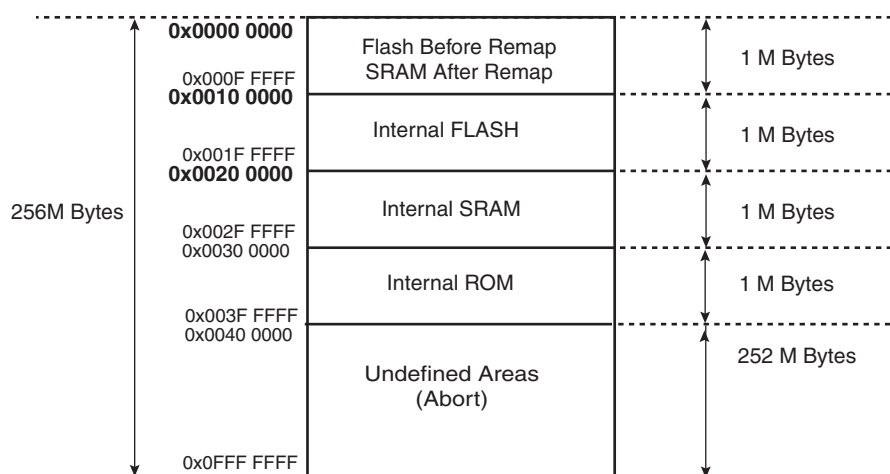 0x0000 0000
Flash Before Remap
SRAM After Remap
1 M Bytes
0x000F FFFF
0x0010 0000
Internal FLASH
1 M Bytes
0x001F FFFF
0x0020 0000
256M Bytes
Internal SRAM
1 M Bytes
0x002F FFFF
0x0030 0000
Internal ROM
1 M Bytes
0x003F FFFF
0x0040 0000
252 M Bytes
Undefined Areas
(Abort)
0x0FFF FFFF